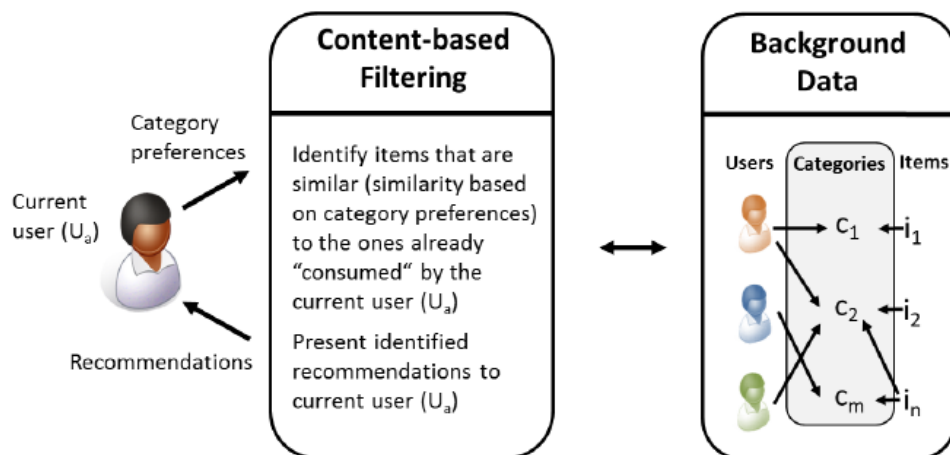 Content-based
Filtering
Background
Data
Category
preferences
Current
user (Uₐ)
Recommendations
Identify items that are
similar (similarity based
on category preferences)
to the ones already
“consumed“ by the
current user (Uₐ)
Present identified
recommendations to
current user (Uₐ)
Users Categories Items
c₁ i₁
c₂ i₂
cₘ iₙ